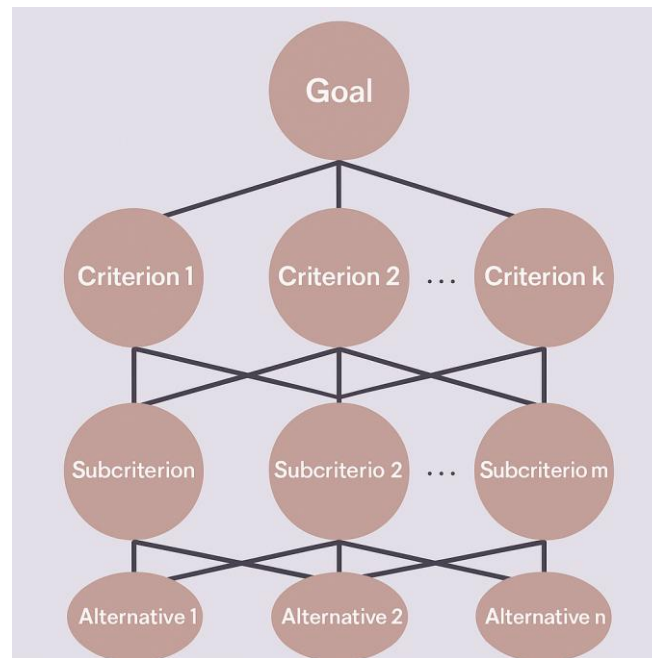 Goal
Criterion 1 Criterion 2 ... Criterion k
Subcriterion Subcriterio 2 ... Subcriterio m
Alternative 1 Alternative 2 Alternative n